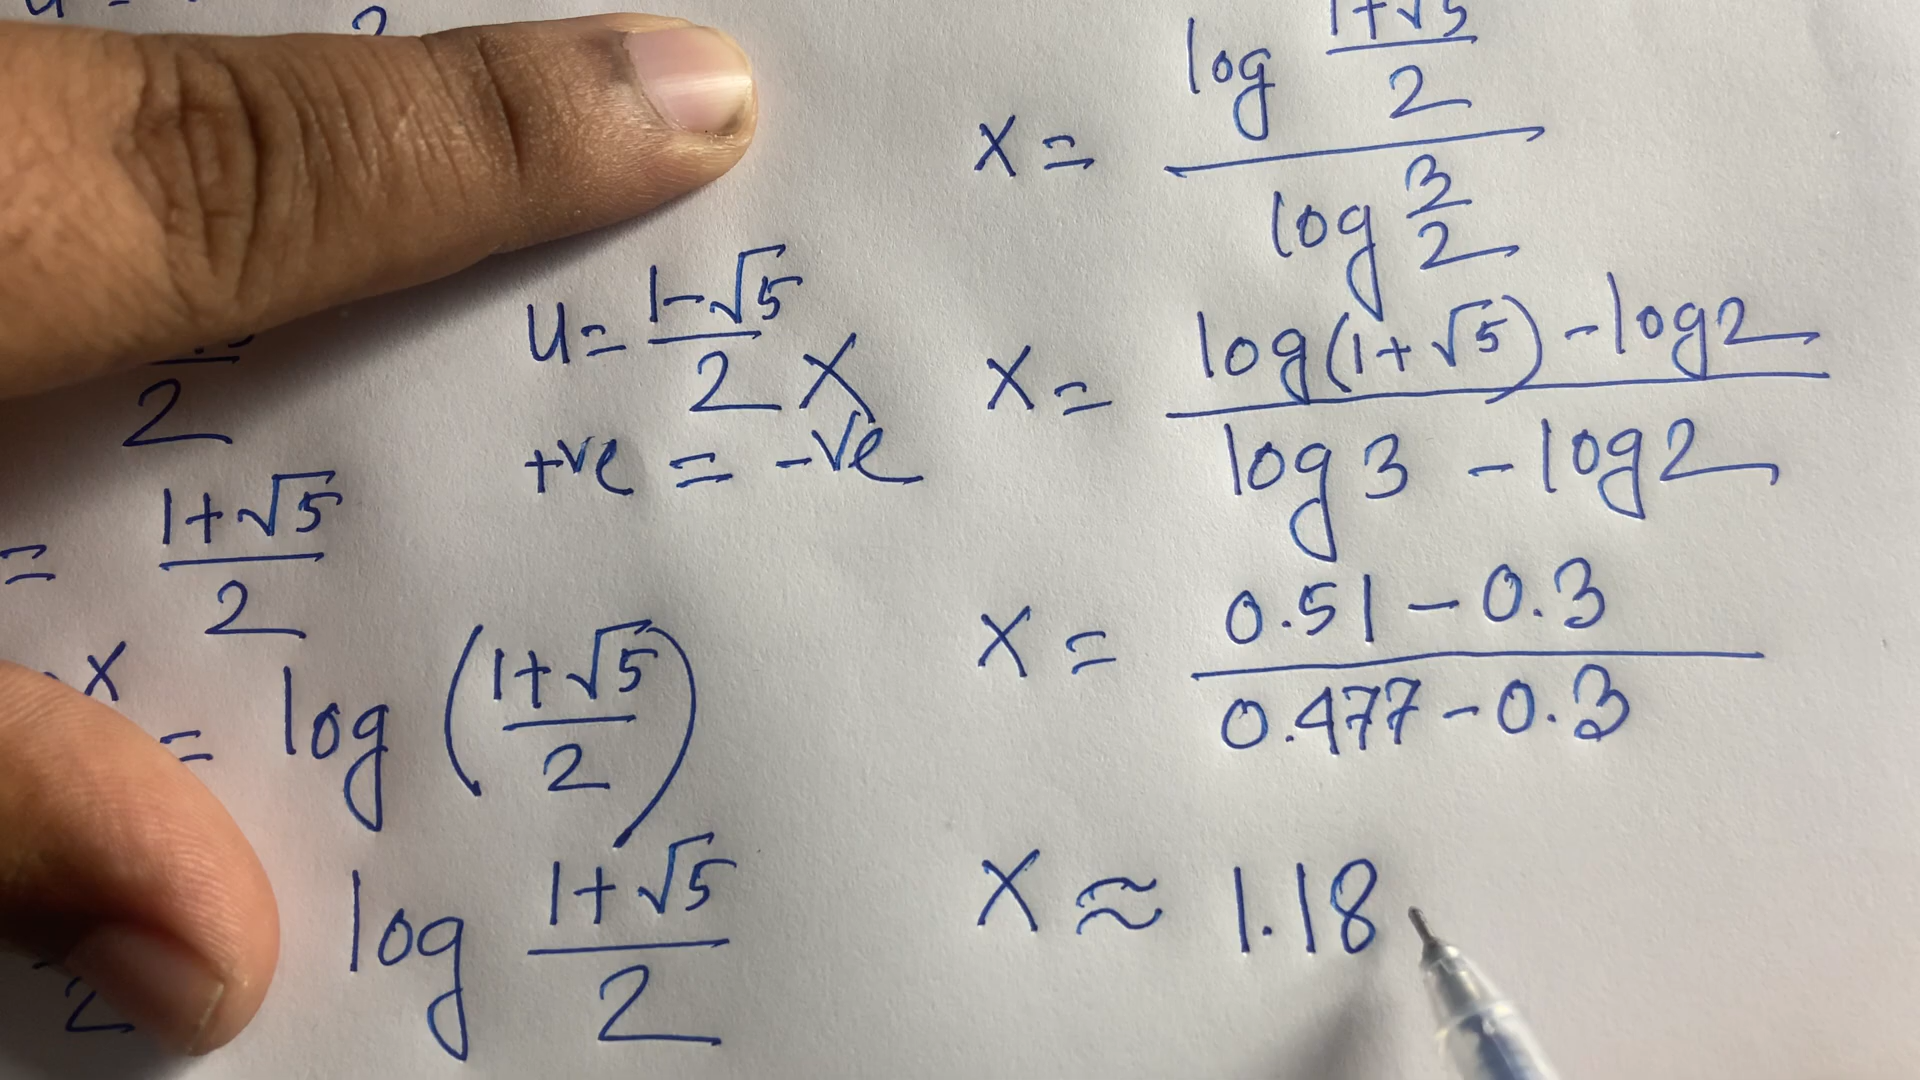 2
u = 1-√5 / 2 X
+ve = -ve
= 1+√5 / 2
x = log (1+√5 / 2)
log 1+√5 / 2
2
x = log 1+√5 / 2 / log 3 / 2
x = log(1+√5) - log2 / log3 - log2
x = 0.51 - 0.3 / 0.477 - 0.3
x ≈ 1.18